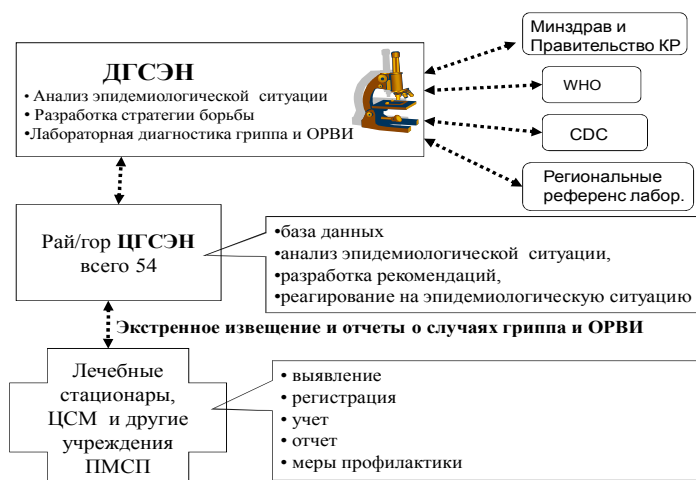 ДГСЭН
• Анализ эпидемиологической ситуации
• Разработка стратегии борьбы
•Лабораторная диагностика гриппа и ОРВИ
Минздрав и
Правительство КР
WHO
CDC
Региональные
референс лабор.
Рай/гор ЦГСЭН
всего 54
•база данных
•анализ эпидемиологической ситуации,
•разработка рекомендаций,
•реагирование на эпидемиологическую ситуацию
Экстренное извещение и отчеты о случаях гриппа и ОРВИ
Лечебные
стационары,
ЦСМ и другие
учреждения
ПМСП
• выявление
• регистрация
• учет
• отчет
• меры профилактики